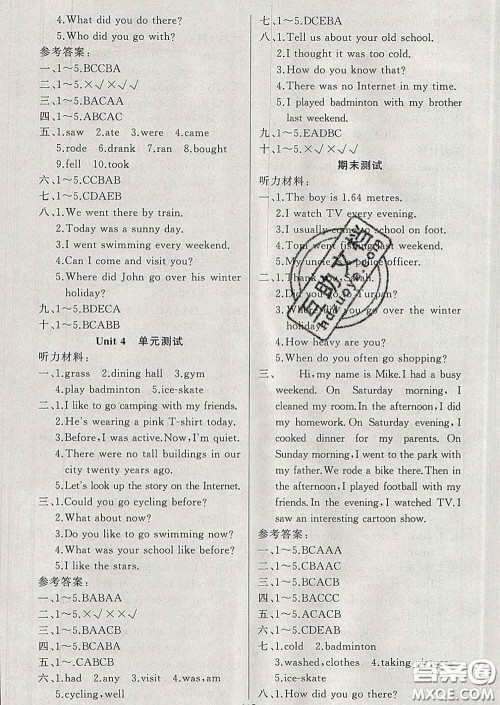 4.What did you do there?
5.Who did you go with?
参考答案:
一、1～5.BCCBA
二、1～5.×√×√√
三、1～5.BACAA
四、1～5.ABCAC
五、1.saw 2.ate 3.were 4.came
5.rode 6.drank 7.read 8.bought
9.fell 10.took
六、1～5.CCBAB
七、1～5.CDAEB
八、1.We went there by train.
2.Today was a sunny day.
3.I went swimming every weekend.
4.Can I come and visit you?
5.Where did John go over his winter
holiday?
九、1～5.BDECA
十、1～5.BCABB
Unit 4 单元测试
听力材料:
一、1.grass 2.dining hall 3.gym
4.play badminton 5.ice-skate
二、1.I like to go camping with my friends.
2.He's wearing a pink T-shirt today.
3.Before,I was active.Now,I'm quiet.
4.There were no tall buildings in our
city twenty years ago.
5.Let's look up the story on the Internet.
三、1.Could you go cycling before?
2.What about now?
3.Do you like to go swimming now?
4.What was your school like before?
5.I like the stars.
参考答案:
一、1～5.BABAA
二、1～5.×√×√√
三、1～5.BAACB
四、1～5.BACBA
五、1～5.CABCB
六、1.had 2.any 3.visit 4.was
5.cycling,well
七、1～5.DCEBA
八、1.Tell us about your old school.
2.I thought it was too cold.
3.How do you know that?
4.There was no Internet in my time.
5.I played badminton with my brother
last weekend.
九、1～5.EADBC
十、1～5.×√×√√
期末测试
听力材料:
一、1.The boy is 1.64 metres.
2.I watch TV every evening.
3.I usually come to school on foot.
4.Tom went fishing last weekend.
5.My uncle is a police officer.
二、1.Thank you, Sarah.
2.Did you go to Turpan?
3.Where did you go over your winter
holiday?
4.How heavy are you?
5.When do you often go shopping?
三、 Hi, my name is Mike.I had a busy
weekend. On Saturday morning, I
cleaned my room.In the afternoon,I did
my homework. On Saturday evening, I
cooked dinner for my parents. On
Sunday morning,I went to the park with
my father. We rode a bike there.Then,
in the afternoon, I played football with my
friends.In the evening,I watched TV.I
saw an interesting cartoon show.
参考答案:
一、1～5.BCAAA
二、1～5.CBAAC
三、1～5.BCACB
四、1～5.BACCC
五、1～5.ACBCB
六、1～5.CDEAB
七、1.cold 2.badminton
3.washed,clothes 4.reading
5.ice-skate
八、1.How did you go there?
互助文档
hdzuoye.com
答案圈
MXQE.COM